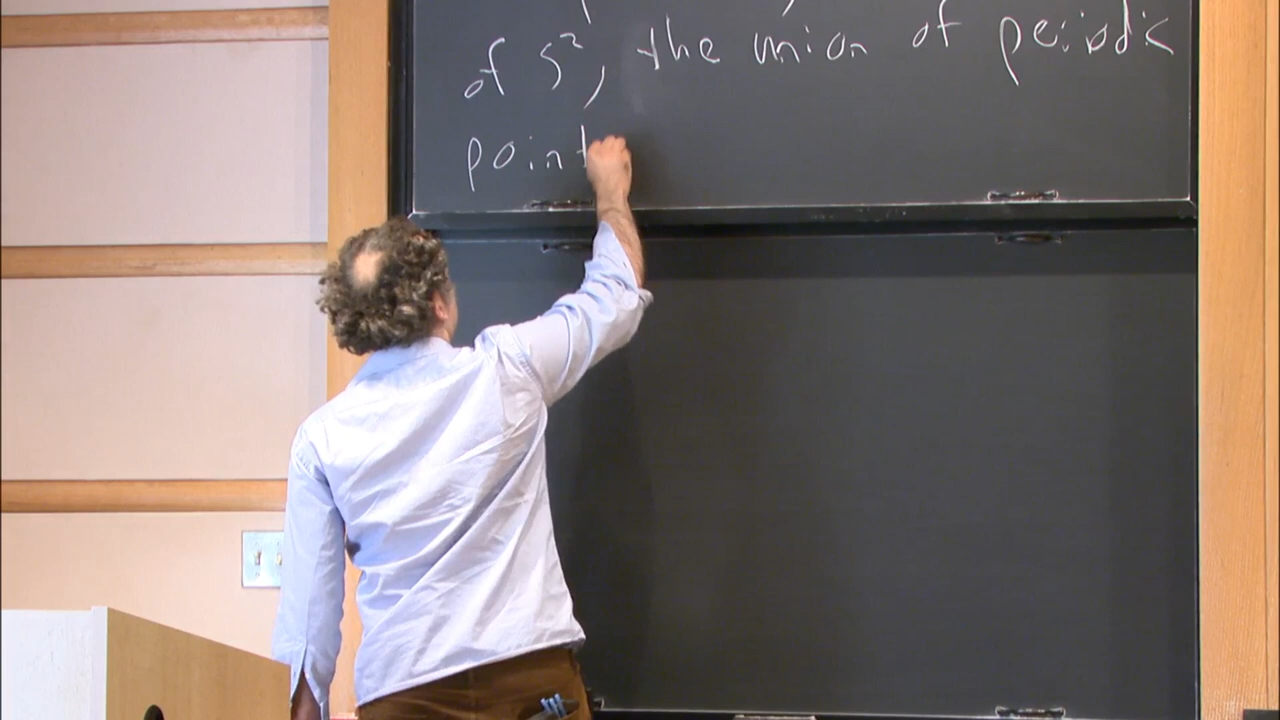 of S², the union of periodic
point